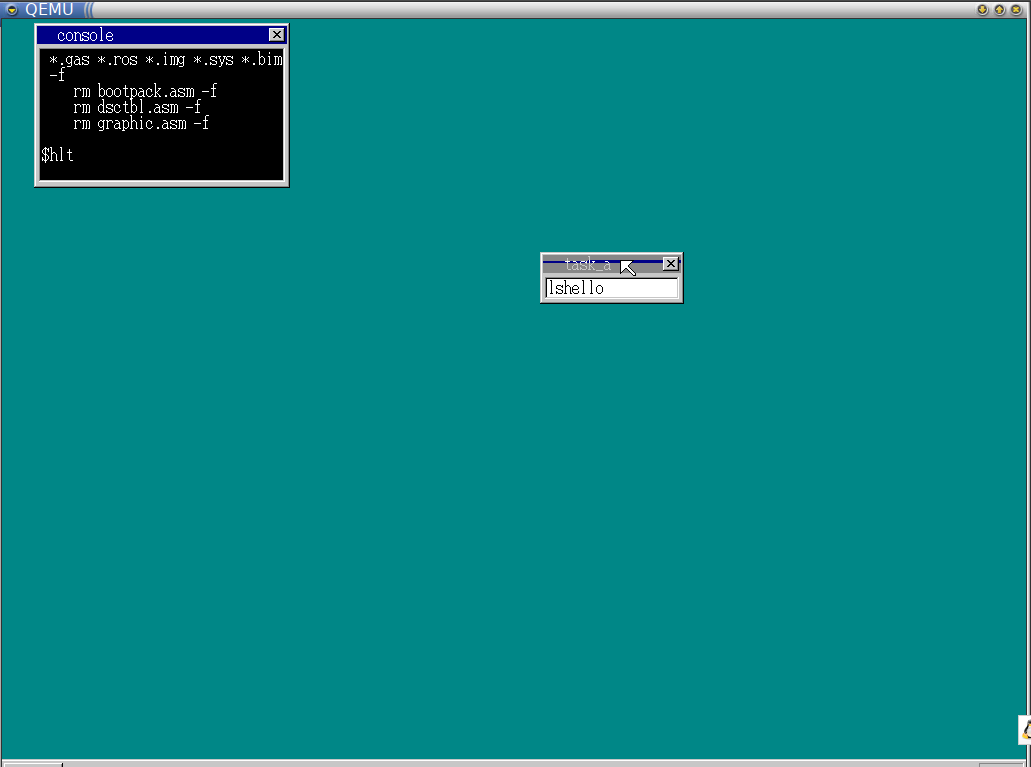 QEMU
console
*.gas *.ros *.img *.sys *.bim
-f
rm bootpack.asm -f
rm dsctbl.asm -f
rm graphic.asm -f
$hlt
task_a
lshello